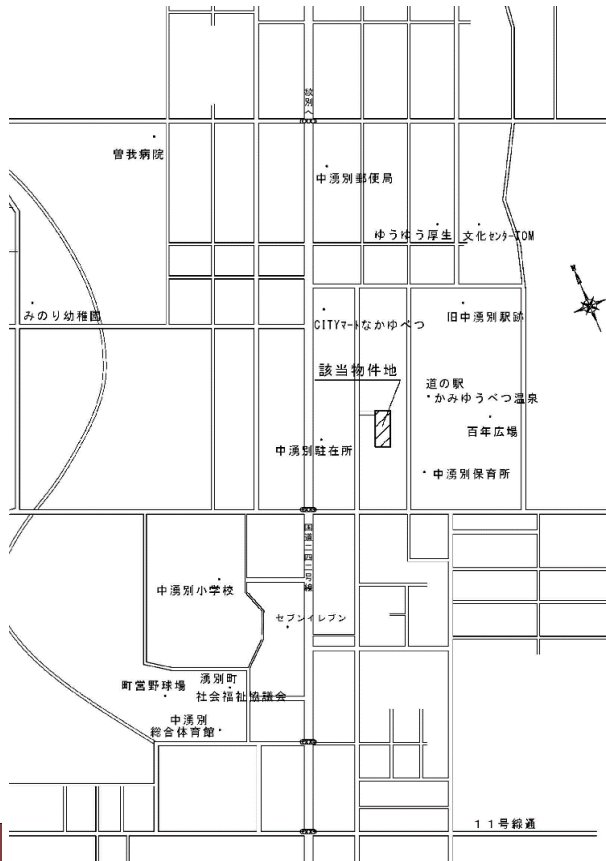 紋別へ
曽我病院
中湧別郵便局
ゆうゆう厚生
文化センターTOM
みのり幼稚園
CITYマートなかゆべつ
旧中湧別駅跡
該当物件地
道の駅
かみゆうべつ温泉
百年広場
中湧別駐在所
中湧別保育所
国道二四二号線
中湧別小学校
セブンイレブン
湧別町
社会福祉協議会
町営野球場
中湧別
総合体育館
11号線通